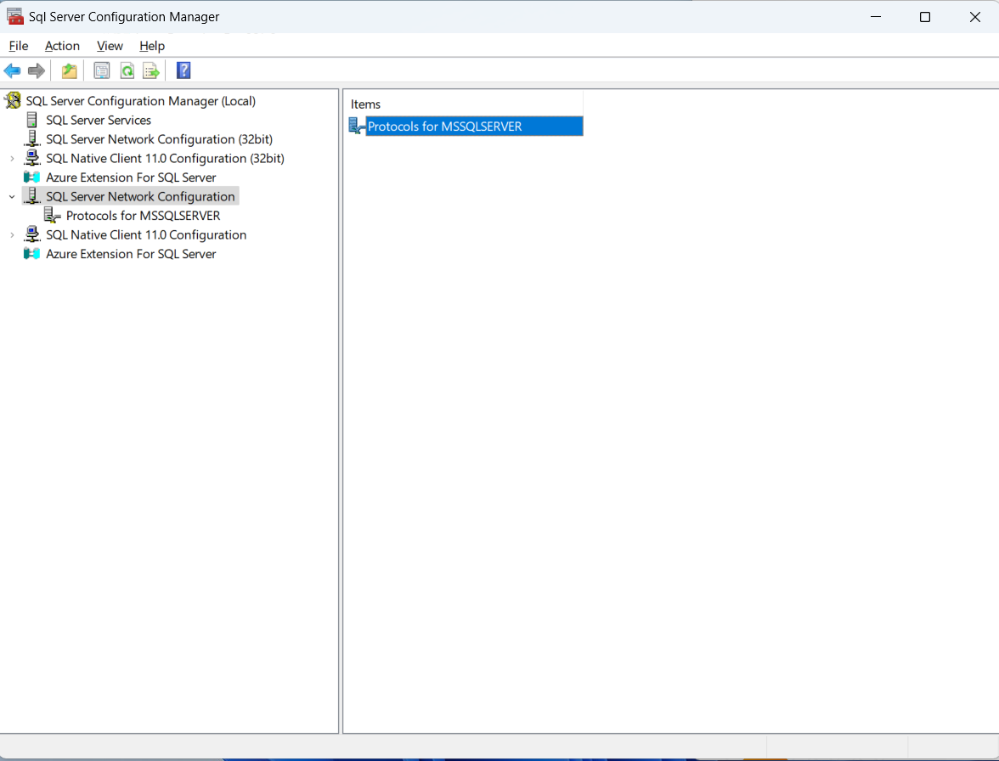 Sql Server Configuration Manager
File Action View Help
SQL Server Configuration Manager (Local)
SQL Server Services
SQL Server Network Configuration (32bit)
SQL Native Client 11.0 Configuration (32bit)
Azure Extension For SQL Server
SQL Server Network Configuration
Protocols for MSSQLSERVER
SQL Native Client 11.0 Configuration
Azure Extension For SQL Server
Items
Protocols for MSSQLSERVER